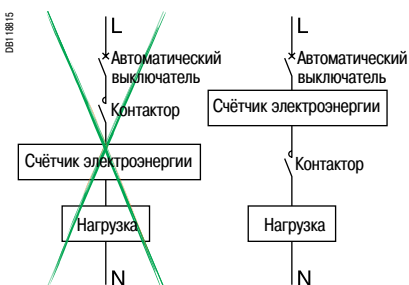 DB118815
L
Автоматический
выключатель
Контактор
Счётчик электроэнергии
Нагрузка
N
L
Автоматический
выключатель
Счётчик электроэнергии
Контактор
Нагрузка
N